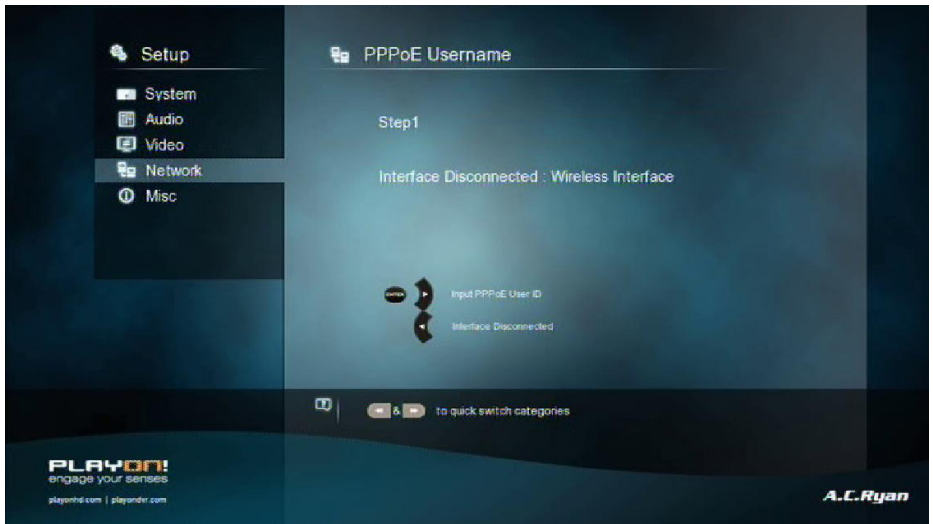 Setup
System
Audio
Video
Network
Misc
PPPoE Username
Step1
Interface Disconnected : Wireless Interface
ENTER
Input PPPoE User ID
Interface Disconnected
& to quick switch categories
PLAYON!
engage your senses
playonhd.com | playondvr.com
A.C.Ryan